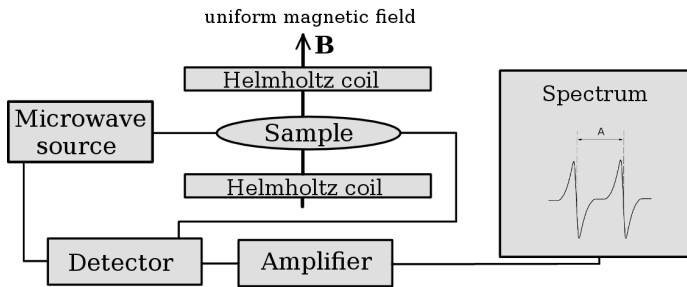 uniform magnetic field
B
Helmholtz coil
Microwave
source
Sample
Helmholtz coil
Detector
Amplifier
Spectrum
A